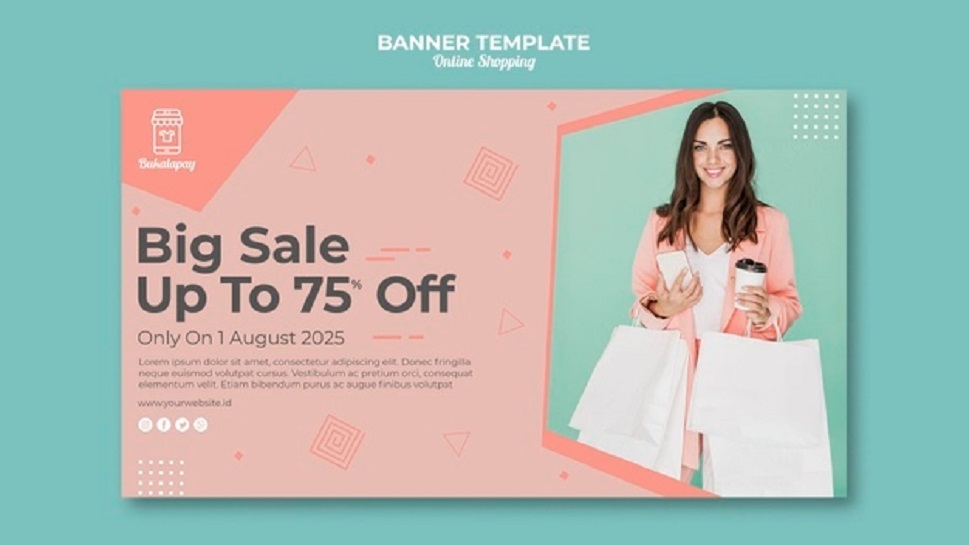 BANNER TEMPLATE
Online Shopping
Bukalapay
Big Sale
Up To 75% Off
Only On 1 August 2025
Lorem ipsum dolor sit amet, consectetur adipiscing elit. Donec fringilla
neque euismod volutpat cursus. Vestibulum ac pretium orci, consequat
elementum velit. Etiam bibendum purus ac augue finibus volutpat
www.yourwebsite.id